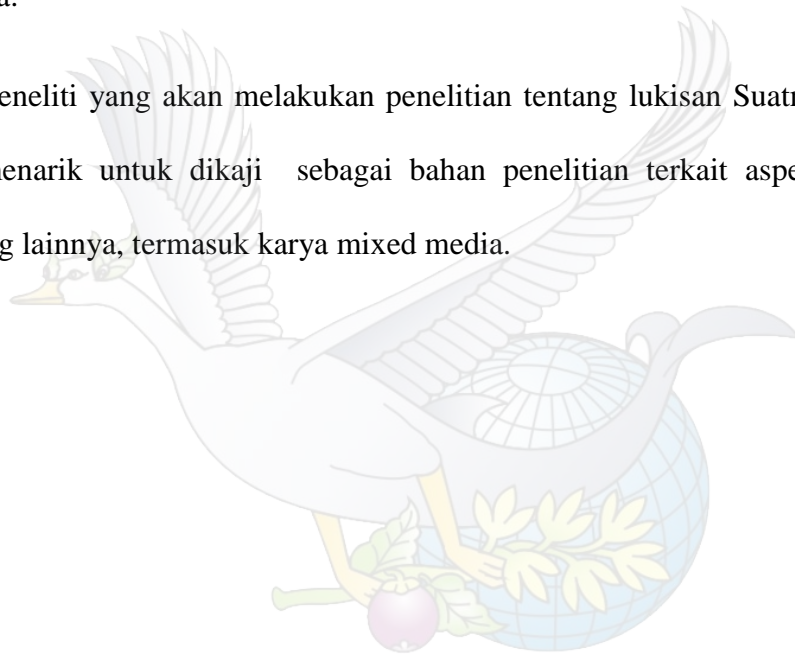 a.
eneliti yang akan melakukan penelitian tentang lukisan Suatn
enarik untuk dikaji sebagai bahan penelitian terkait aspe
g lainnya, termasuk karya mixed media.